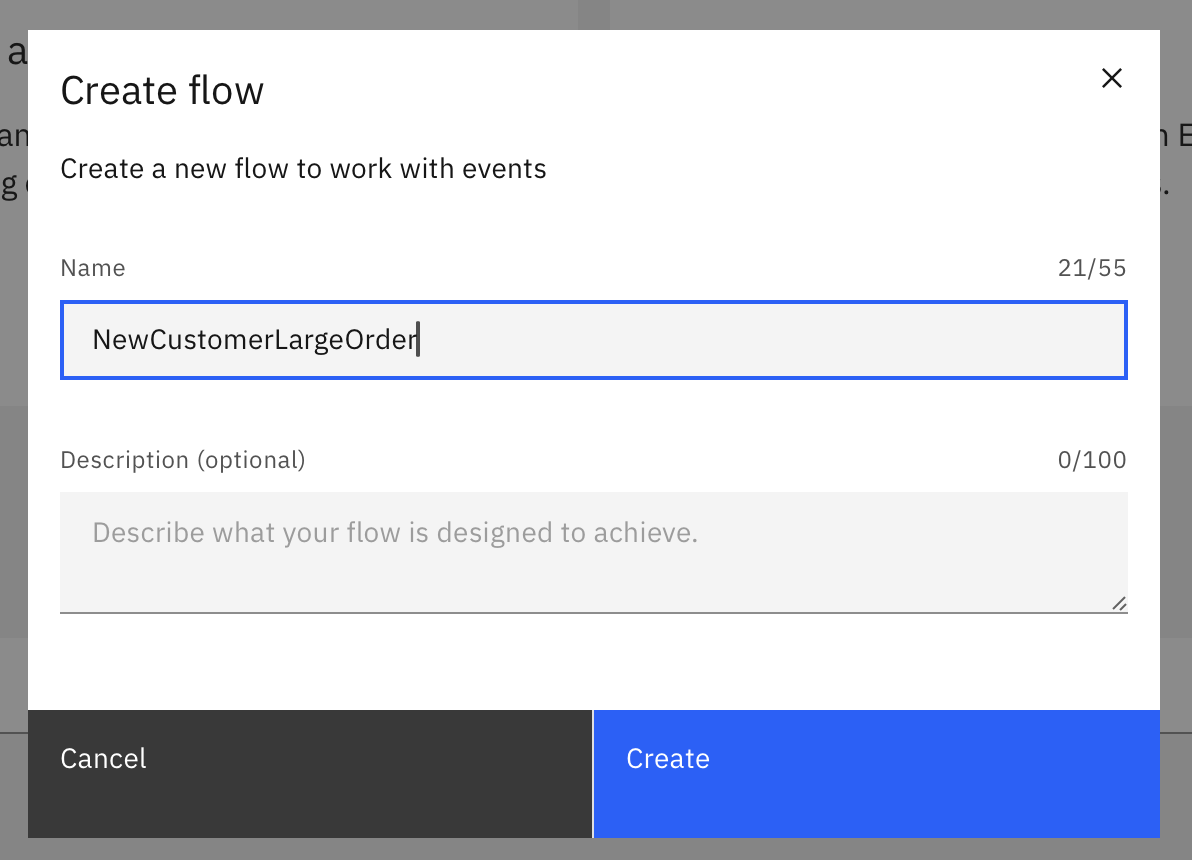 a
Create flow
an
Create a new flow to work with events
n E
g
Name
21/55
NewCustomerLargeOrder
Description (optional)
0/100
Describe what your flow is designed to achieve.
Cancel
Create